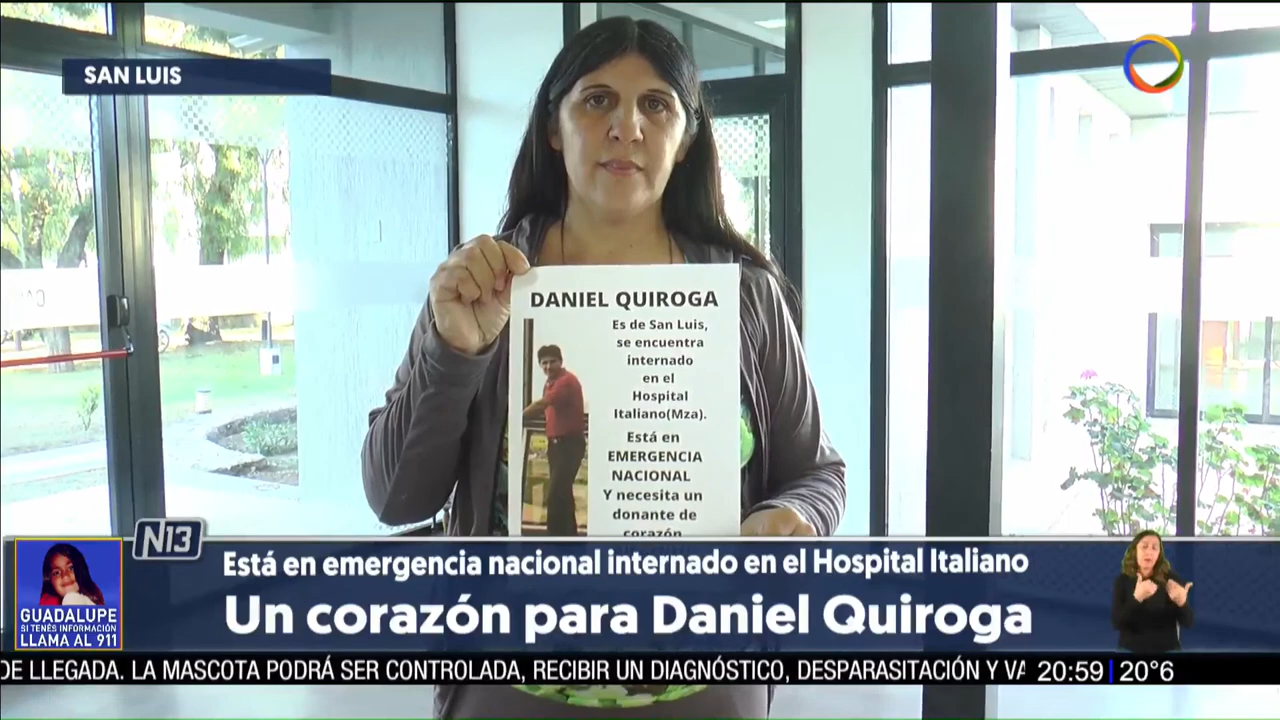 SAN LUIS
DANIEL QUIROGA
Es de San Luis,
se encuentra
internado
en el
Hospital
Italiano(Mza).
Está en
EMERGENCIA
NACIONAL
Y necesita un
donante de
corazón
N13
Está en emergencia nacional internado en el Hospital Italiano
Un corazón para Daniel Quiroga
GUADALUPE
SI TENÉS INFORMACIÓN
LLAMA AL 911
DE LLEGADA. LA MASCOTA PODRÁ SER CONTROLADA, RECIBIR UN DIAGNÓSTICO, DESPARASITACIÓN Y VA
20:59 20°6